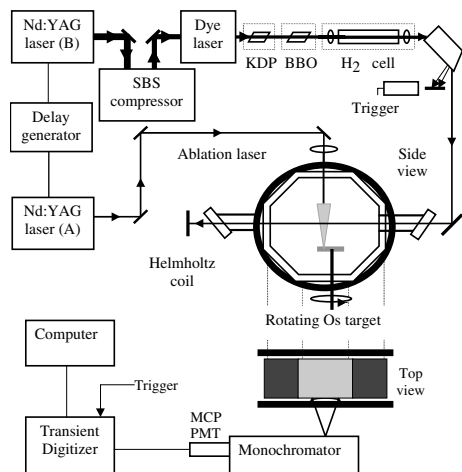 Nd:YAG
laser (B)
SBS
compressor
Dye
laser
KDP
BBO
H2 cell
Trigger
Delay
generator
Ablation laser
Side
view
Nd:YAG
laser (A)
Helmholtz
coil
Rotating Os target
Computer
Top
view
Trigger
MCP
PMT
Transient
Digitizer
Monochromator